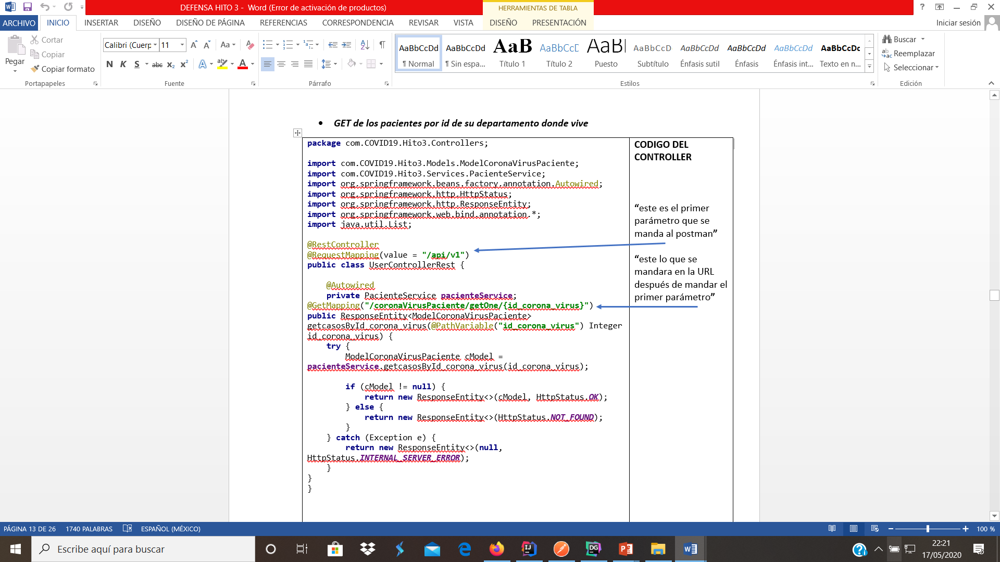 DEFENSA HITO 3 - Word (Error de activación de productos)
HERRAMIENTAS DE TABLA
ARCHIVO INICIO INSERTAR DISEÑO DISEÑO DE PÁGINA REFERENCIAS CORRESPONDENCIA REVISAR VISTA DISEÑO PRESENTACIÓN Iniciar sesión
Pegar
Cortar
Copiar
Copiar formato
Portapapeles
Calibri (Cuerp 11
N K S abc x₂ x²
Fuente
Párrafo
AaBbCcDd AaBbCcDd AaB AaBbCcD AaBl AaBbCcD AaBbCcDd AaBbCcDd AaBbCcDd AaBbCcDc
¶ Normal ¶ Sin espa... Título 1 Título 2 Puesto Subtítulo Énfasis sutil Énfasis Énfasis int... Texto en n...
Estilos
Buscar
Reemplazar
Seleccionar
Edición
• GET de los pacientes por id de su departamento donde vive
package com.COVID19.Hito3.Controllers;
import com.COVID19.Hito3.Models.ModelCoronaVirusPaciente;
import com.COVID19.Hito3.Services.PacienteService;
import org.springframework.beans.factory.annotation.Autowired;
import org.springframework.http.HttpStatus;
import org.springframework.http.ResponseEntity;
import org.springframework.web.bind.annotation.*;
import java.util.List;
@RestController
@RequestMapping(value = "/api/v1")
public class UserControllerRest {
@Autowired
private PacienteService pacienteService;
@GetMapping("/coronaVirusPaciente/getOne/{id_corona_virus}")
public ResponseEntity<ModelCoronaVirusPaciente>
getcasosById_corona_virus(@PathVariable("id_corona_virus") Integer
id_corona_virus) {
try {
ModelCoronaVirusPaciente cModel =
pacienteService.getcasosById_corona_virus(id_corona_virus);
if (cModel != null) {
return new ResponseEntity<>(cModel, HttpStatus.OK);
} else {
return new ResponseEntity<>(HttpStatus.NOT_FOUND);
}
} catch (Exception e) {
return new ResponseEntity<>(null,
HttpStatus.INTERNAL_SERVER_ERROR);
}
}
}
CODIGO DEL
CONTROLLER
“este es el primer
parámetro que se
manda al postman”
“este lo que se
mandara en la URL
después de mandar el
primer parámetro”
PÁGINA 13 DE 26 1740 PALABRAS ESPAÑOL (MÉXICO) 100 %
Escribe aquí para buscar
22:21
17/05/2020